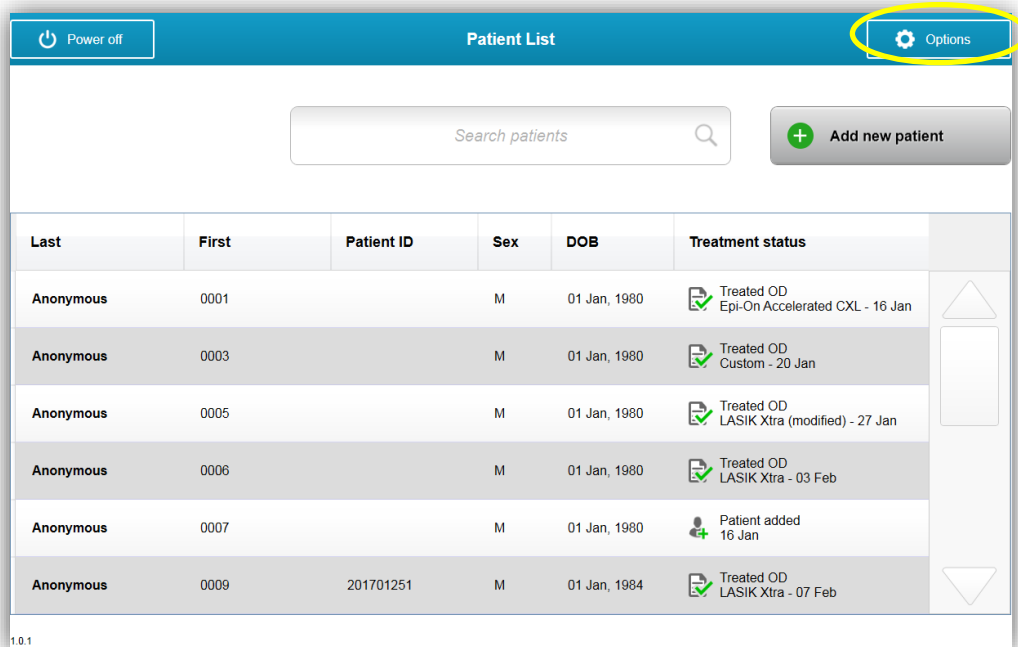 Power off
Patient List
Options
Search patients
Add new patient
Last First Patient ID Sex DOB Treatment status
Anonymous 0001 M 01 Jan, 1980 Treated OD
Epi-On Accelerated CXL - 16 Jan
Anonymous 0003 M 01 Jan, 1980 Treated OD
Custom - 20 Jan
Anonymous 0005 M 01 Jan, 1980 Treated OD
LASIK Xtra (modified) - 27 Jan
Anonymous 0006 M 01 Jan, 1980 Treated OD
LASIK Xtra - 03 Feb
Anonymous 0007 M 01 Jan, 1980 Patient added
16 Jan
Anonymous 0009 201701251 M 01 Jan, 1984 Treated OD
LASIK Xtra - 07 Feb
1.0.1